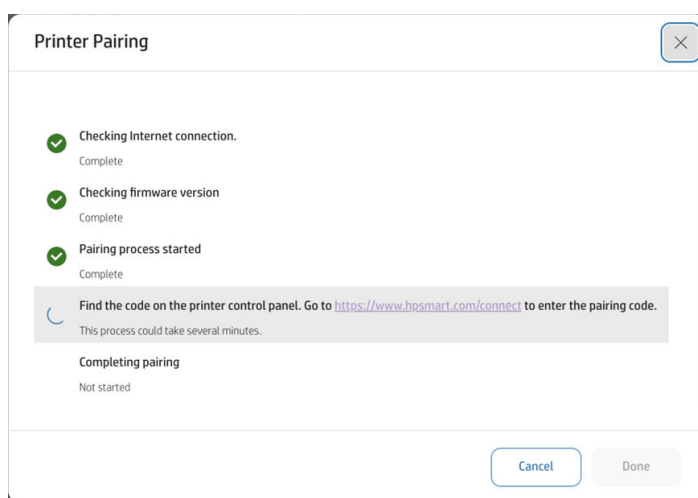 Printer Pairing
Checking Internet connection.
Complete
Checking firmware version
Complete
Pairing process started
Complete
Find the code on the printer control panel. Go to https://www.hpsmart.com/connect to enter the pairing code.
This process could take several minutes.
Completing pairing
Not started
Cancel
Done